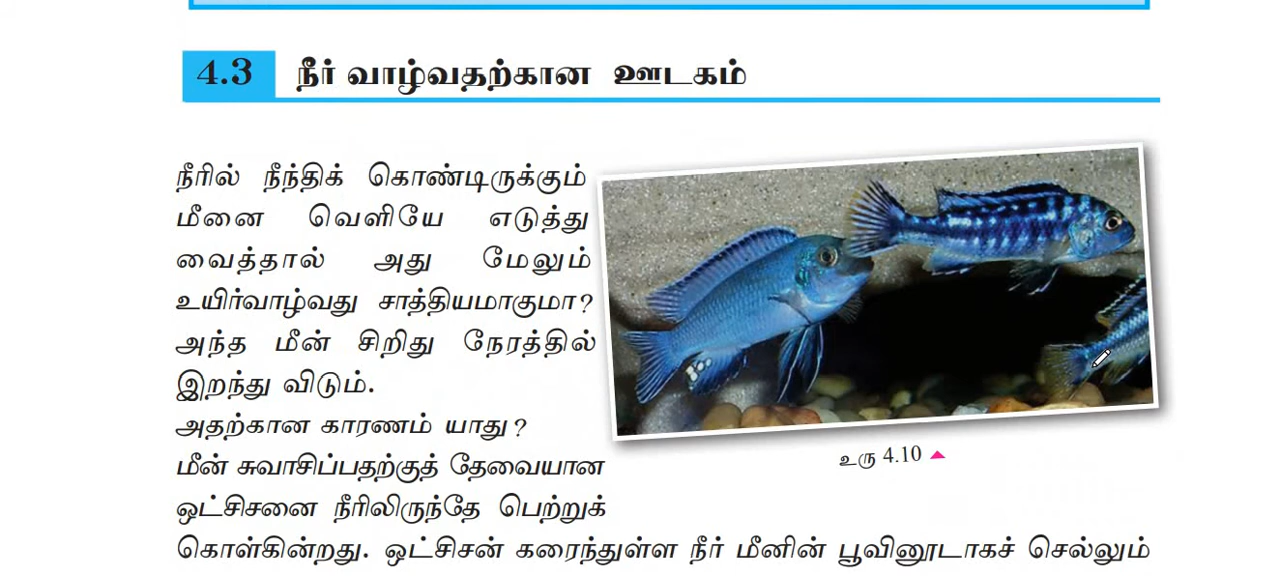 4.3 நீர் வாழ்வதற்கான ஊடகம்
நீரில் நீந்திக் கொண்டிருக்கும்
மீனை வெளியே எடுத்து
வைத்தால் அது மேலும்
உயிர்வாழ்வது சாத்தியமாகுமா?
அந்த மீன் சிறிது நேரத்தில்
இறந்து விடும்.
அதற்கான காரணம் யாது?
மீன் சுவாசிப்பதற்குத் தேவையான
ஒட்சிசனை நீரிலிருந்தே பெற்றுக்
கொள்கின்றது. ஒட்சிசன் கரைந்துள்ள நீர் மீனின் பூவினூடாகச் செல்லும்
உரு 4.10